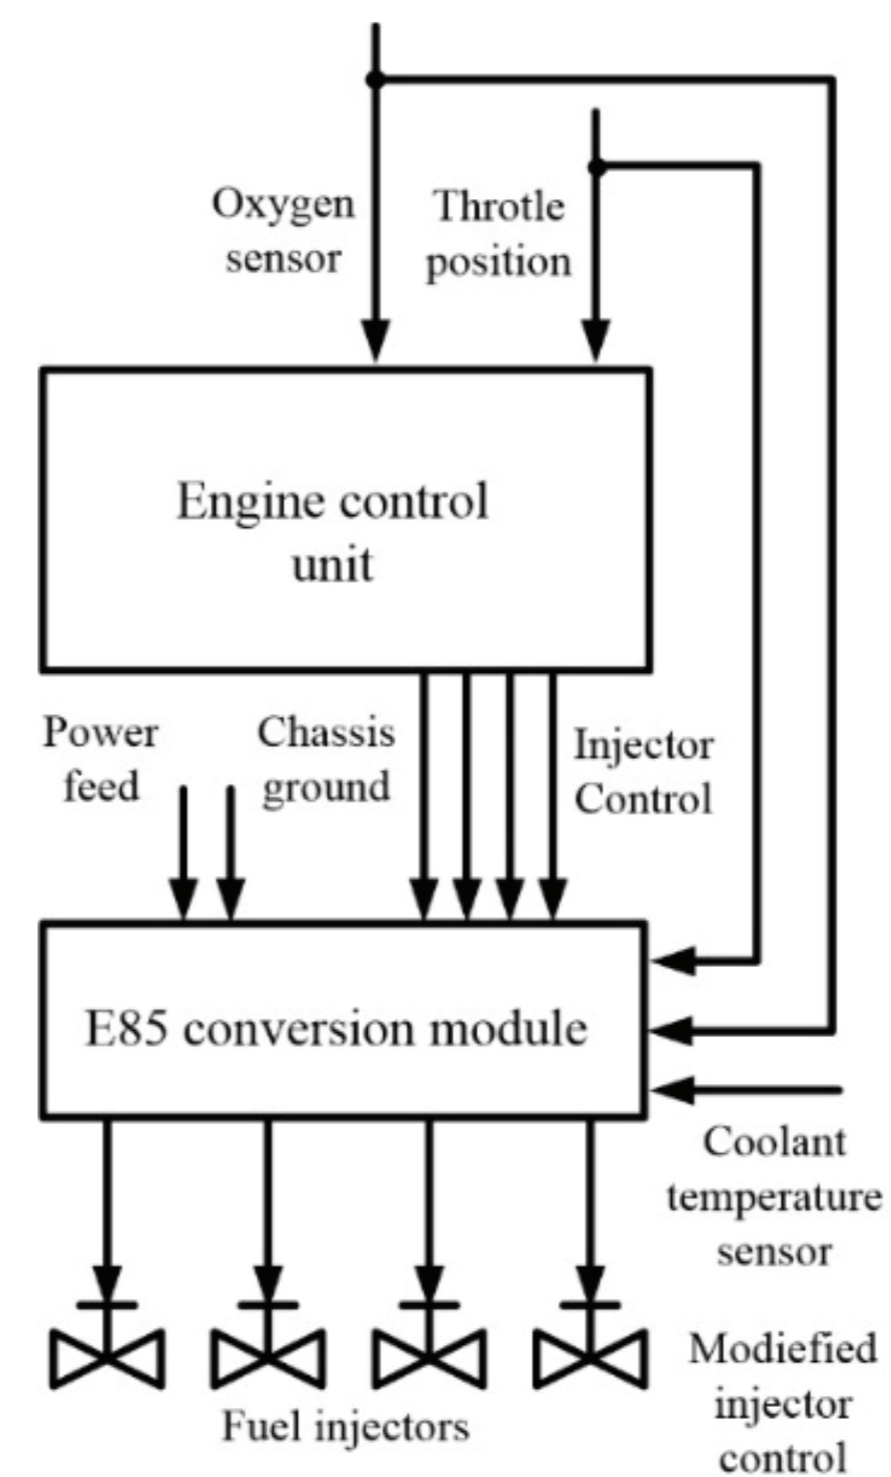 Oxygen
sensor
Throtle
position
Engine control
unit
Power
feed
Chassis
ground
Injector
Control
E85 conversion module
Coolant
temperature
sensor
Modiefied
injector
control
Fuel injectors